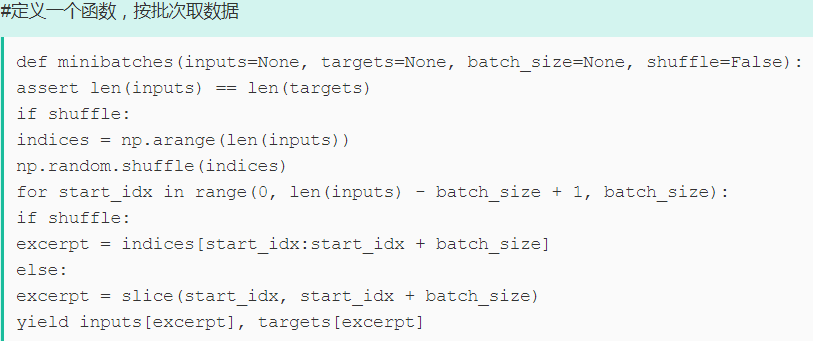 #定义一个函数，按批次取数据
def minibatches(inputs=None, targets=None, batch_size=None, shuffle=False):
assert len(inputs) == len(targets)
if shuffle:
indices = np.arange(len(inputs))
np.random.shuffle(indices)
for start_idx in range(0, len(inputs) - batch_size + 1, batch_size):
if shuffle:
excerpt = indices[start_idx:start_idx + batch_size]
else:
excerpt = slice(start_idx, start_idx + batch_size)
yield inputs[excerpt], targets[excerpt]